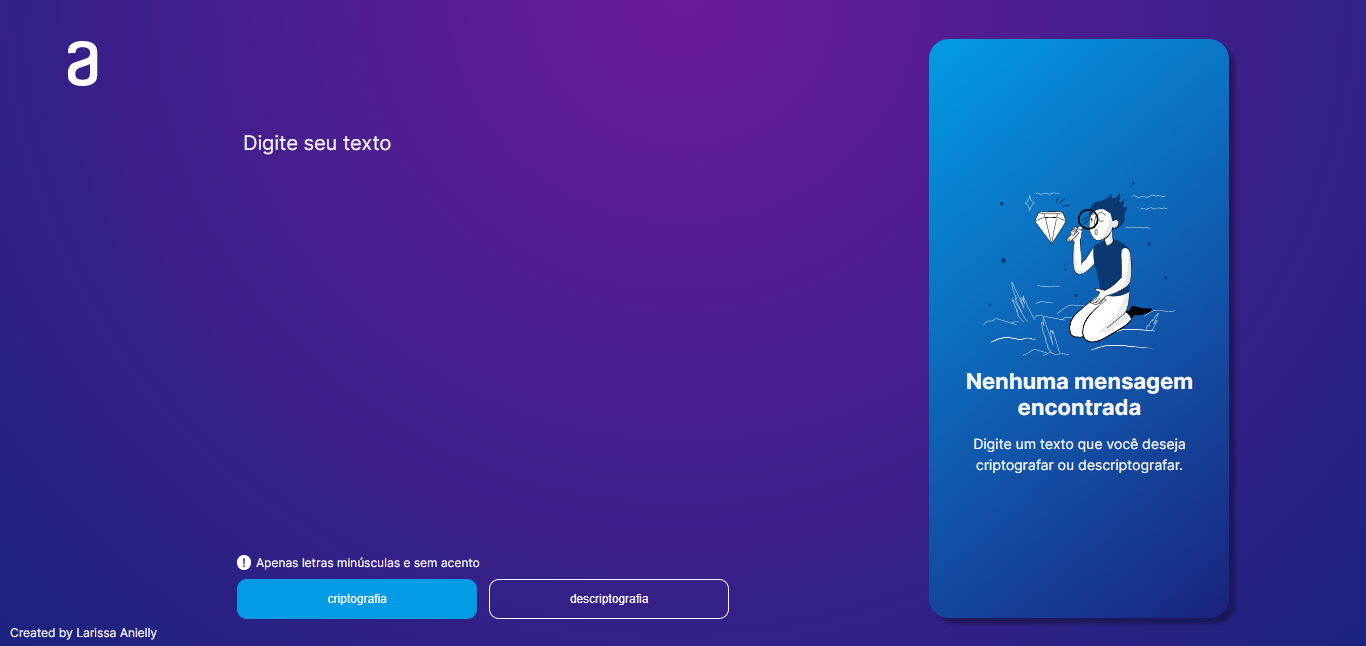 a
Digite seu texto
Nenhuma mensagem
encontrada
Digite um texto que você deseja
criptografar ou descriptografar.
! Apenas letras minúsculas e sem acento
criptografia
descriptografia
Created by Larissa Anielly